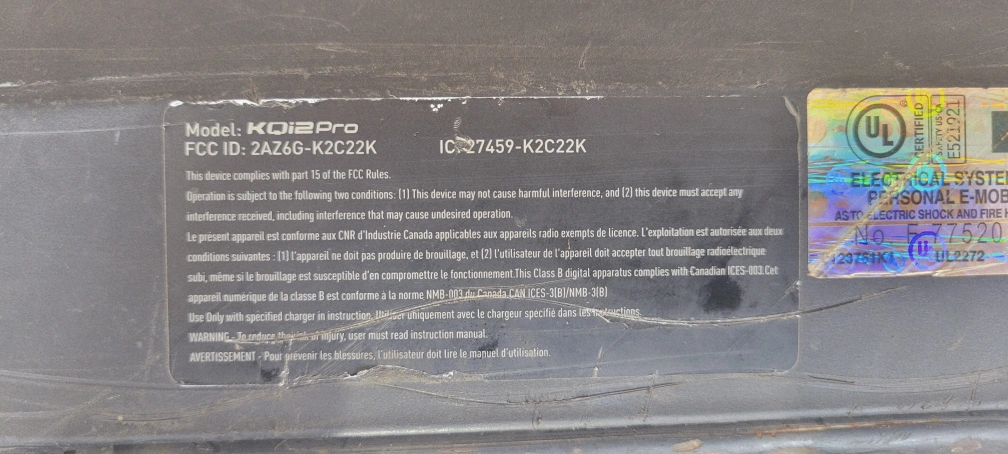 Model: KQi2Pro
FCC ID: 2AZ6G-K2C22K IC: 27459-K2C22K
This device complies with part 15 of the FCC Rules.
Operation is subject to the following two conditions: (1) This device may not cause harmful interference, and (2) this device must accept any
interference received, including interference that may cause undesired operation.
Le présent appareil est conforme aux CNR d'Industrie Canada applicables aux appareils radio exempts de licence. L'exploitation est autorisée aux deux
conditions suivantes : (1) l'appareil ne doit pas produire de brouillage, et (2) l'utilisateur de l'appareil doit accepter tout brouillage radioélectrique
subi, même si le brouillage est susceptible d'en compromettre le fonctionnement.This Class B digital apparatus complies with Canadian ICES-003.Cet
appareil numérique de la classe B est conforme à la norme NMB-003 du Canada.CAN ICES-3(B)/NMB-3(B)
Use Only with specified charger in instruction. Utiliser uniquement avec le chargeur spécifié dans les instructions.
WARNING - To reduce the risk of injury, user must read instruction manual.
AVERTISSEMENT - Pour prévenir les blessures, l'utilisateur doit lire le manuel d'utilisation.
UL
®
CERTIFIED
SAFETY US-CA
E521921
ELECTRICAL SYSTE
PERSONAL E-MOB
AS TO ELECTRIC SHOCK AND FIRE H
No
77520
UL2272